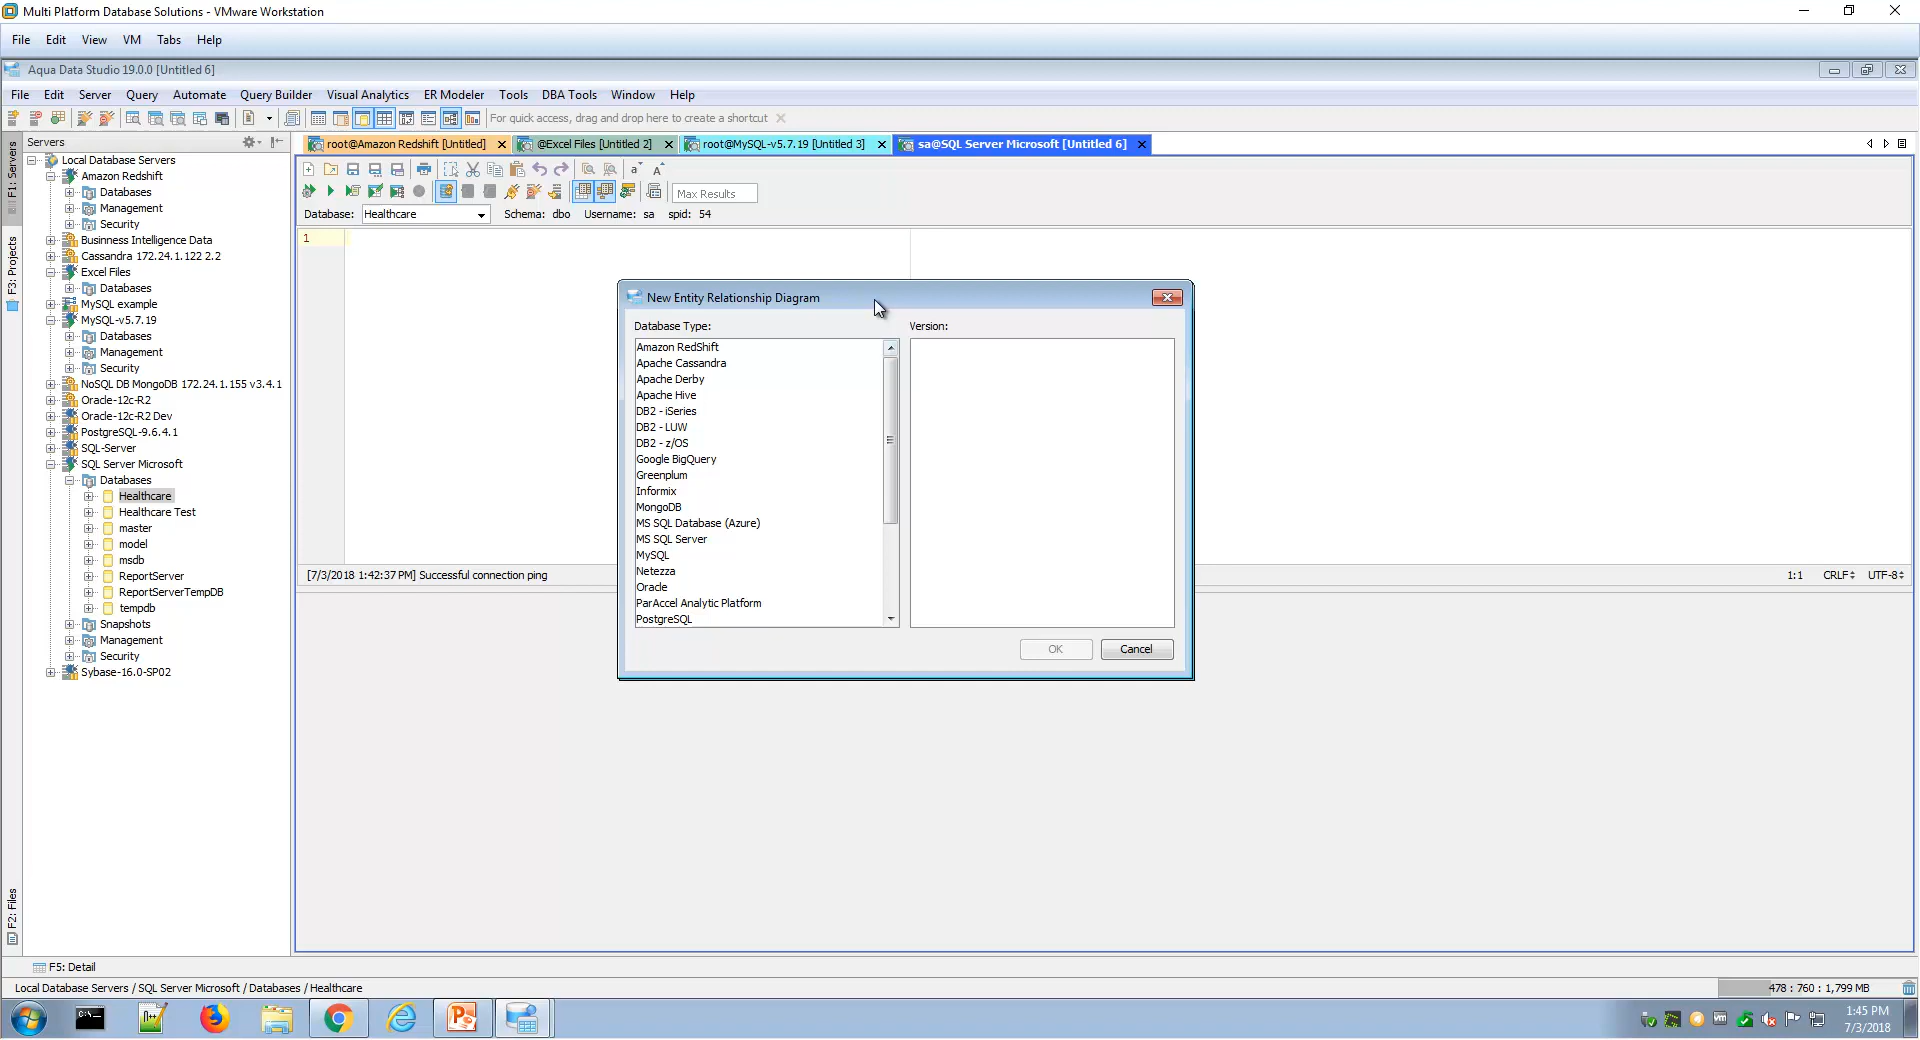 Multi Platform Database Solutions - VMware Workstation
File Edit View VM Tabs Help
Aqua Data Studio 19.0.0 [Untitled 6]
File Edit Server Query Automate Query Builder Visual Analytics ER Modeler Tools DBA Tools Window Help
For quick access, drag and drop here to create a shortcut
F1: Servers
F3: Projects
F2: Files
Servers
Local Database Servers
Amazon Redshift
Databases
Management
Security
Businness Intelligence Data
Cassandra 172.24.1.122 2.2
Excel Files
Databases
MySQL example
MySQL-v5.7.19
Databases
Management
Security
NoSQL DB MongoDB 172.24.1.155 v3.4.1
Oracle-12c-R2
Oracle-12c-R2 Dev
PostgreSQL-9.6.4.1
SQL-Server
SQL Server Microsoft
Databases
Healthcare
Healthcare Test
master
model
msdb
ReportServer
ReportServerTempDB
tempdb
Snapshots
Management
Security
Sybase-16.0-SP02
root@Amazon Redshift [Untitled] @Excel Files [Untitled 2] root@MySQL-v5.7.19 [Untitled 3] sa@SQL Server Microsoft [Untitled 6]
Max Results
Database: Healthcare Schema: dbo Username: sa spid: 54
1
New Entity Relationship Diagram
Database Type: Version:
Amazon RedShift
Apache Cassandra
Apache Derby
Apache Hive
DB2 - iSeries
DB2 - LUW
DB2 - z/OS
Google BigQuery
Greenplum
Informix
MongoDB
MS SQL Database (Azure)
MS SQL Server
MySQL
Netezza
Oracle
ParAccel Analytic Platform
PostgreSQL
OK Cancel
[7/3/2018 1:42:37 PM] Successful connection ping
1:1 CRLF UTF-8
F5: Detail
Local Database Servers / SQL Server Microsoft / Databases / Healthcare
478 : 760 : 1,799 MB
1:45 PM
7/3/2018